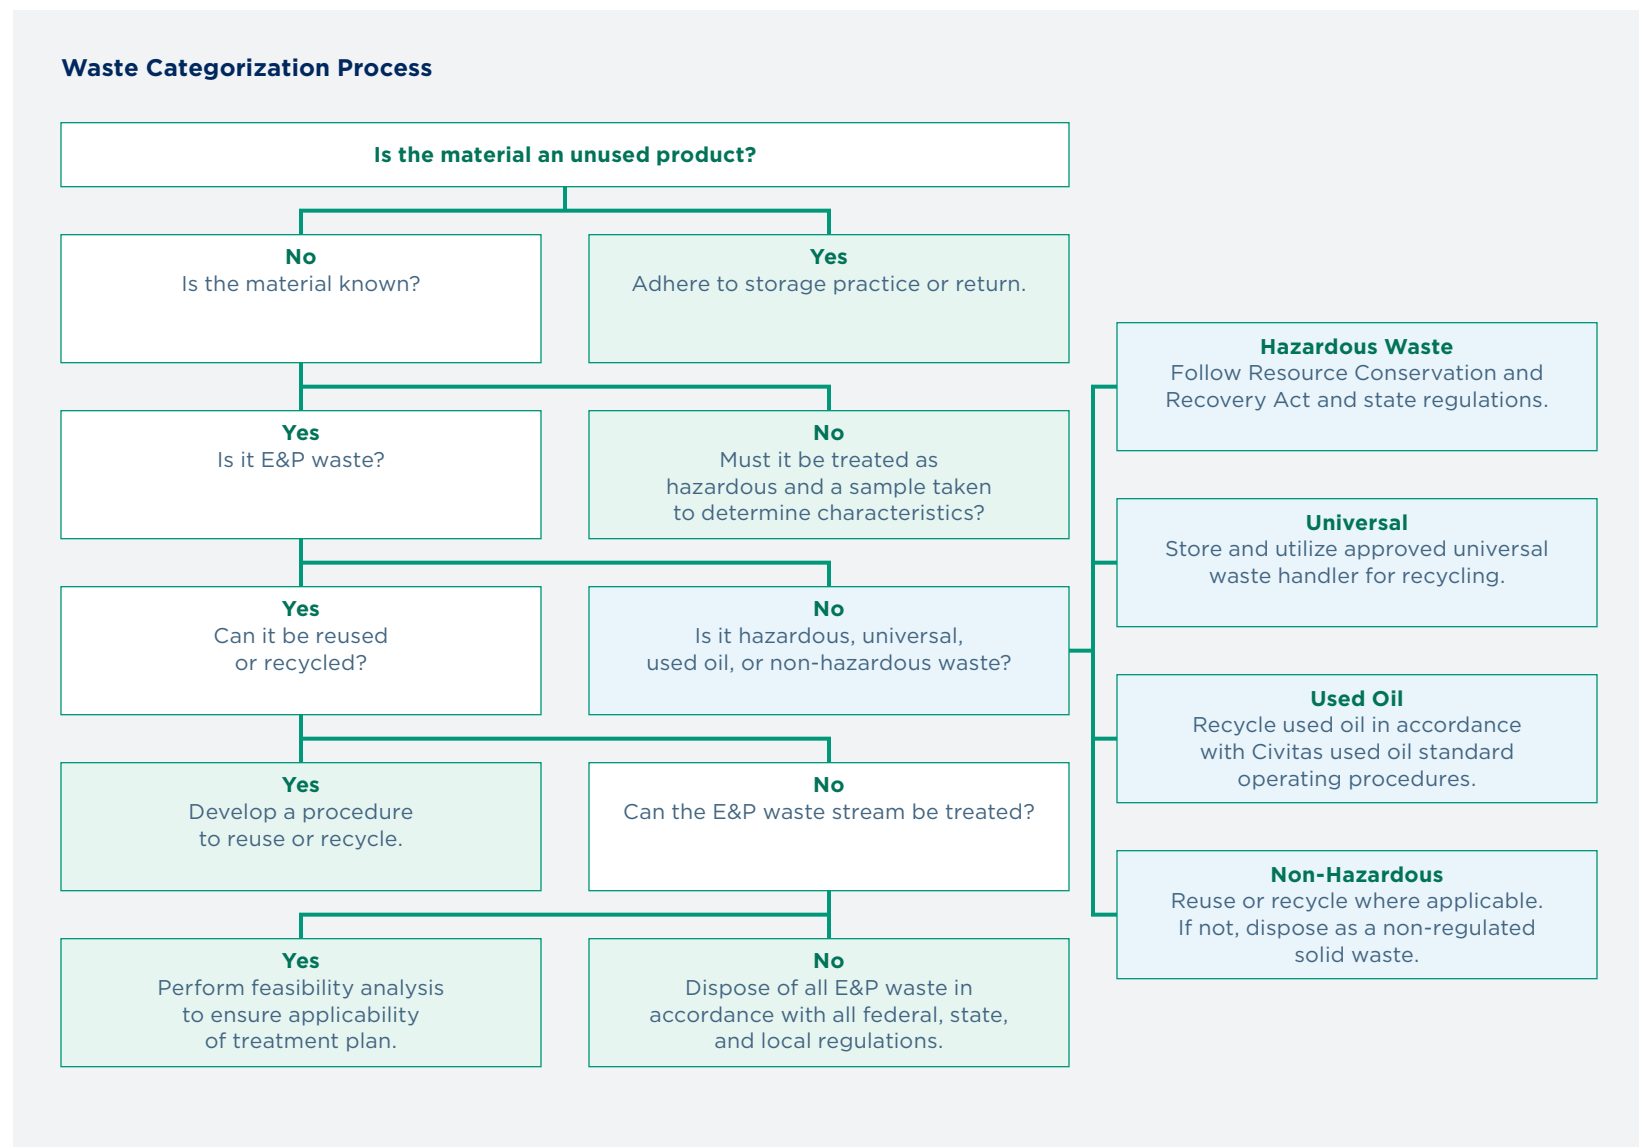 Waste Categorization Process
Is the material an unused product?
No
Is the material known?
Yes
Adhere to storage practice or return.
Yes
Is it E&P waste?
No
Must it be treated as
hazardous and a sample taken
to determine characteristics?
Yes
Can it be reused
or recycled?
No
Is it hazardous, universal,
used oil, or non-hazardous waste?
Yes
Develop a procedure
to reuse or recycle.
No
Can the E&P waste stream be treated?
Yes
Perform feasibility analysis
to ensure applicability
of treatment plan.
No
Dispose of all E&P waste in
accordance with all federal, state,
and local regulations.
Hazardous Waste
Follow Resource Conservation and
Recovery Act and state regulations.
Universal
Store and utilize approved universal
waste handler for recycling.
Used Oil
Recycle used oil in accordance
with Civitas used oil standard
operating procedures.
Non-Hazardous
Reuse or recycle where applicable.
If not, dispose as a non-regulated
solid waste.